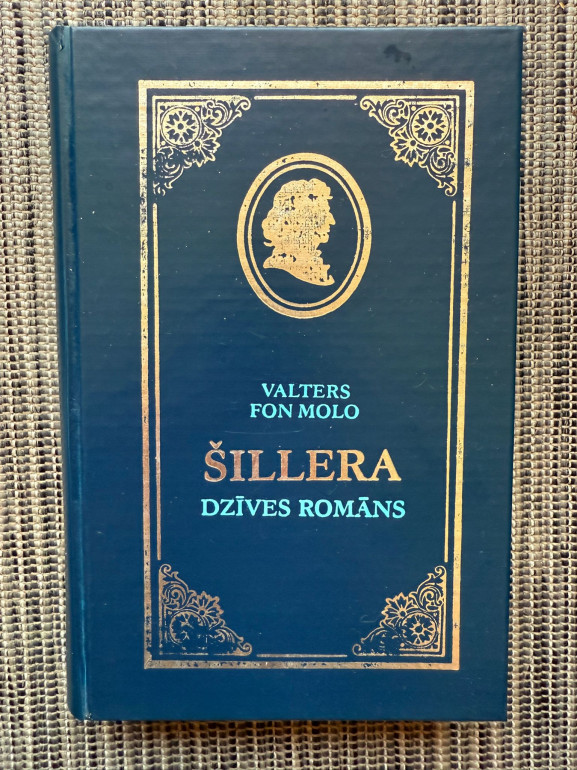 VALTERS
FON MOLO
ŠILLERA
DZĪVES ROMĀNS